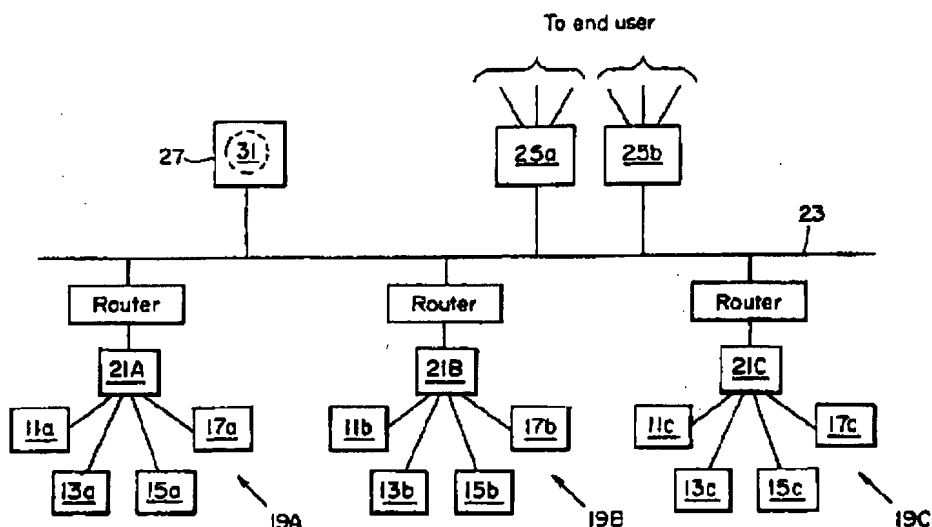 To end user
27
31
25a
25b
23
Router
Router
Router
21A
21B
21C
11a
17a
11b
17b
11c
17c
13a
15a
13b
15b
13c
15c
19A
19B
19C